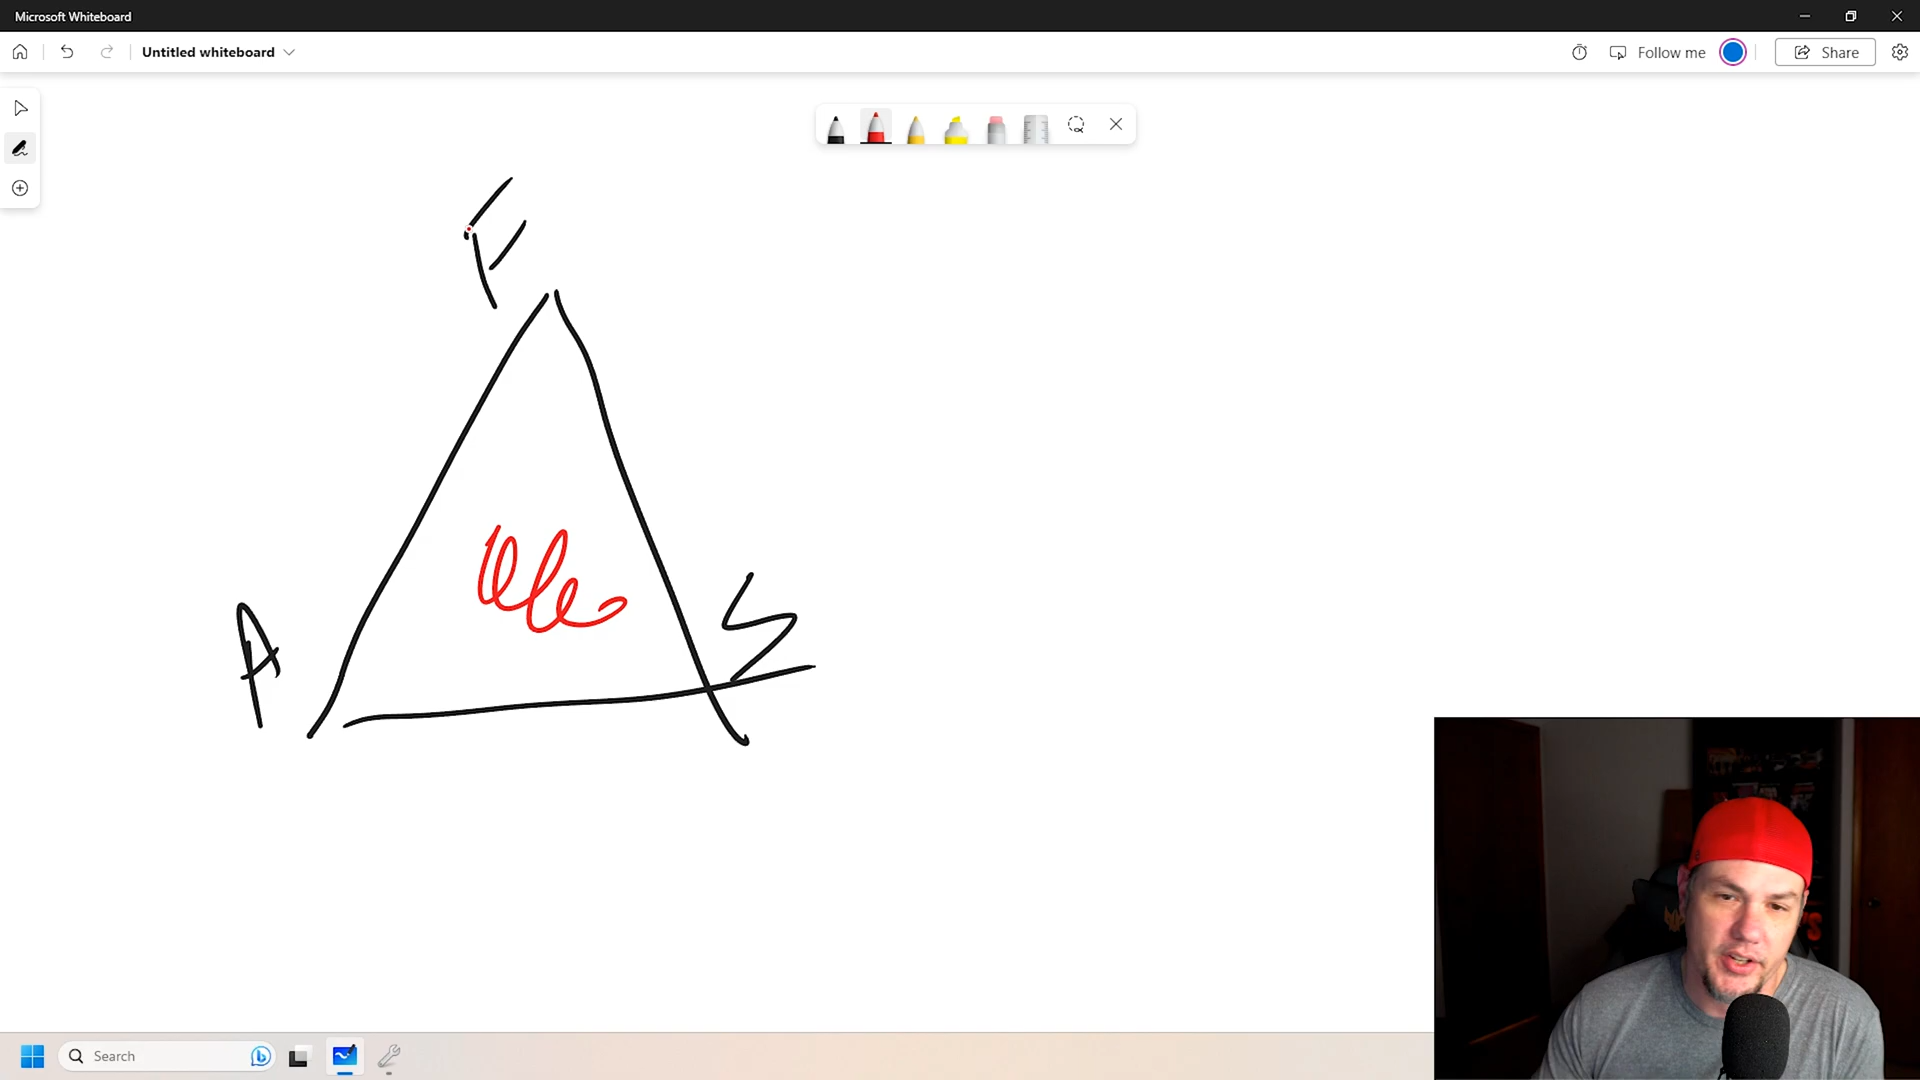 Microsoft Whiteboard
Untitled whiteboard
Follow me
Share
F
A
S
Search